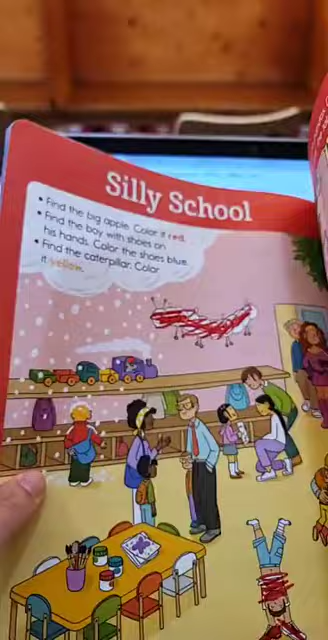 Silly School
• Find the big apple. Color it red.
• Find the boy with shoes on
his hands. Color the shoes blue.
• Find the caterpillar. Color
it yellow.